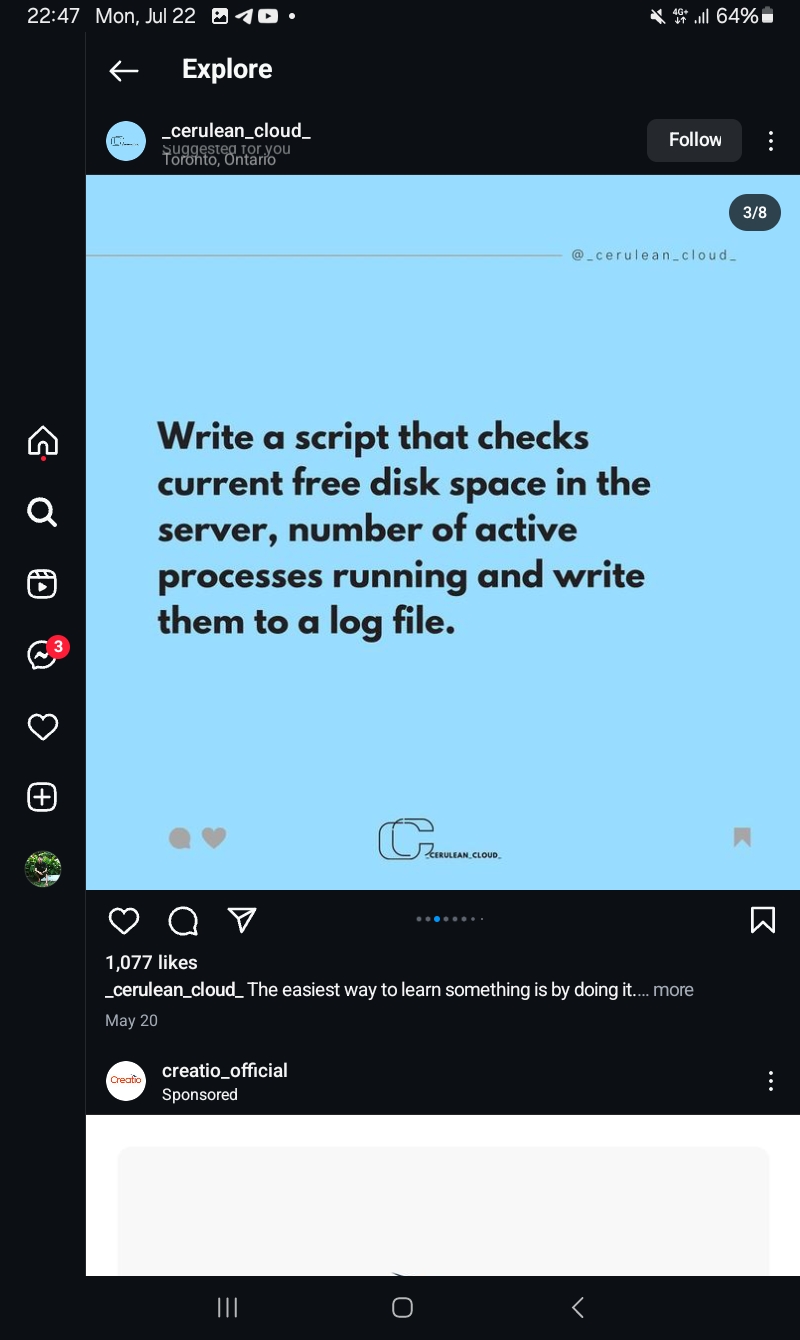 22:47 Mon, Jul 22
4G+ 64%
Explore
_cerulean_cloud_
Suggested for you
Toronto, Ontario
Follow
3/8
@_cerulean_cloud_
Write a script that checks
current free disk space in the
server, number of active
processes running and write
them to a log file.
3
CC
_CERULEAN_CLOUD_
1,077 likes
_cerulean_cloud_ The easiest way to learn something is by doing it.... more
May 20
Creatio
creatio_official
Sponsored